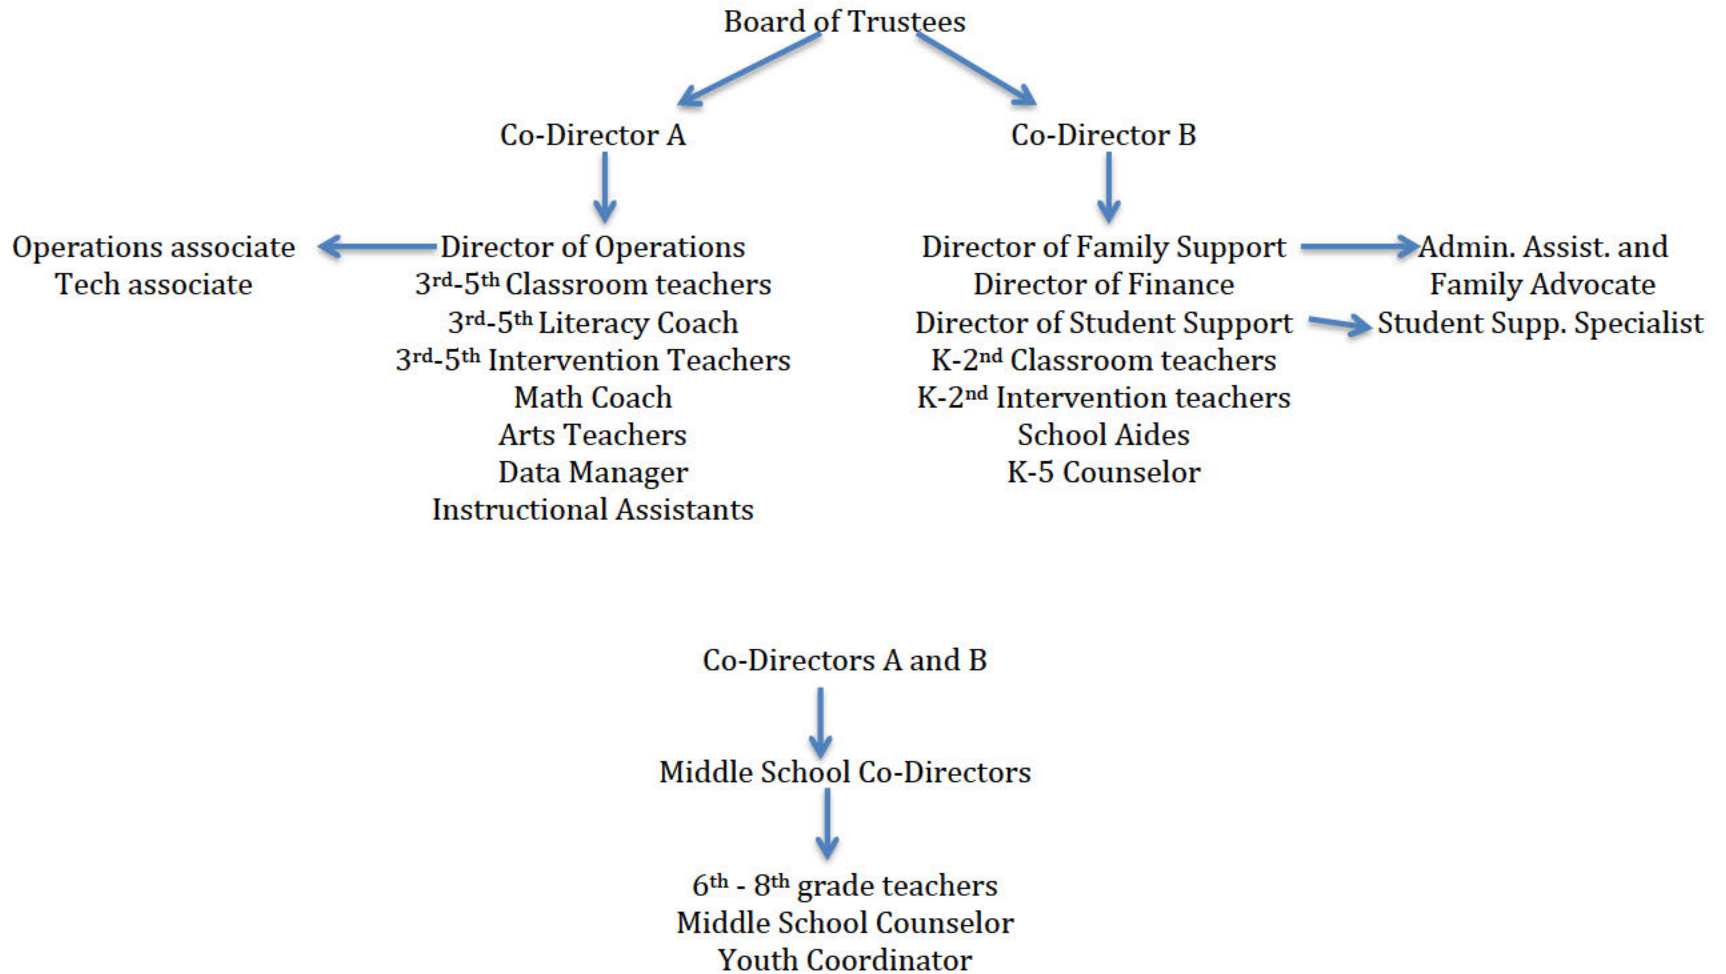 Board of Trustees
Co-Director A
Co-Director B
Operations associate
Tech associate
Director of Operations
3rd-5th Classroom teachers
3rd-5th Literacy Coach
3rd-5th Intervention Teachers
Math Coach
Arts Teachers
Data Manager
Instructional Assistants
Director of Family Support
Director of Finance
Director of Student Support
K-2nd Classroom teachers
K-2nd Intervention teachers
School Aides
K-5 Counselor
Admin. Assist. and
Family Advocate
Student Supp. Specialist
Co-Directors A and B
Middle School Co-Directors
6th - 8th grade teachers
Middle School Counselor
Youth Coordinator